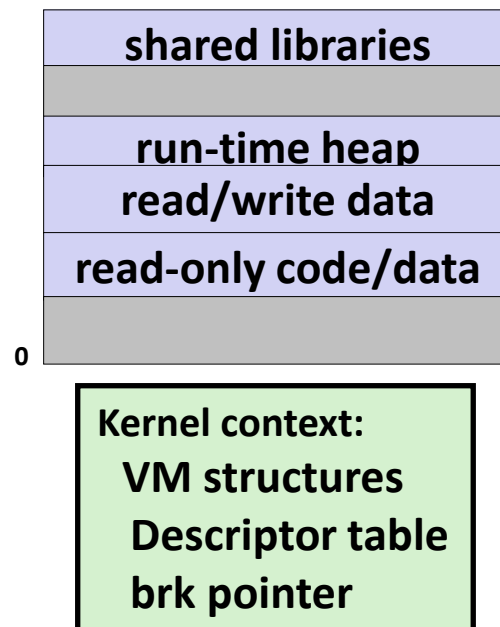 shared libraries
run-time heap
read/write data
read-only code/data
0
Kernel context:
VM structures
Descriptor table
brk pointer